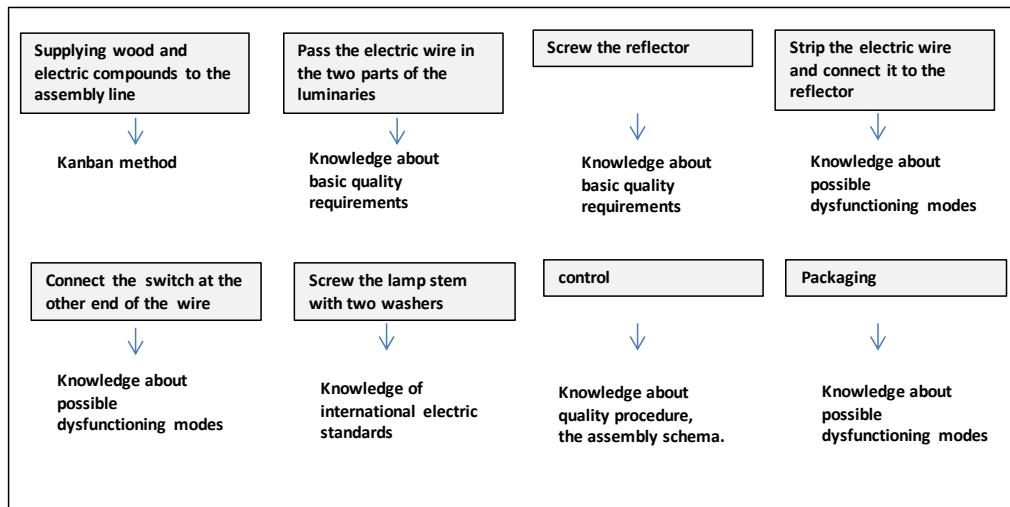 Supplying wood and
electric compounds to the
assembly line
Pass the electric wire in
the two parts of the
luminaries
Screw the reflector
Strip the electric wire
and connect it to the
reflector
Kanban method
Knowledge about
basic quality
requirements
Knowledge about
basic quality
requirements
Knowledge about
possible
dysfunctioning modes
Connect the switch at the
other end of the wire
Screw the lamp stem
with two washers
control
Packaging
Knowledge about
possible
dysfunctioning modes
Knowledge of
international electric
standards
Knowledge about
quality procedure,
the assembly schema.
Knowledge about
possible
dysfunctioning modes